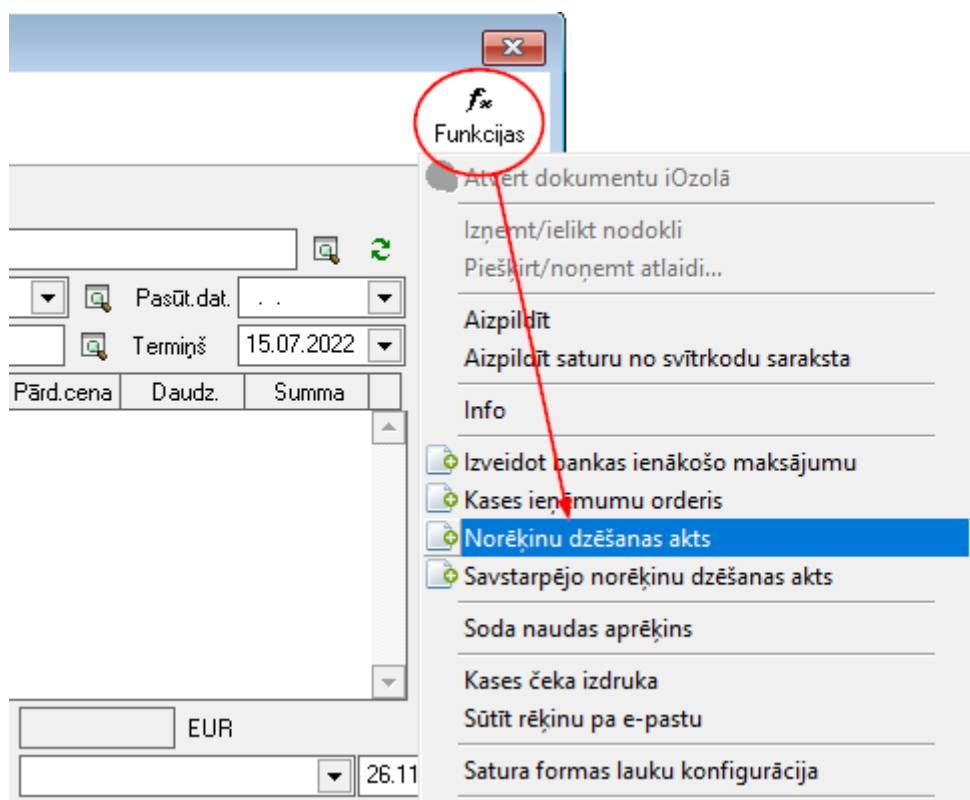 fx
Funkcijas
Atvērt dokumentu iOzolā
Izņemt/ielikt nodokli
Piešķirt/noņemt atlaidi...
Pasūt.dat. . .
Aizpildīt
Termiņš 15.07.2022
Aizpildīt saturu no svītrkodu saraksta
Pārd.cena Daudz. Summa
Info
Izveidot bankas ienākošo maksājumu
Kases ieņēmumu orderis
Norēķinu dzēšanas akts
Savstarpējo norēķinu dzēšanas akts
Soda naudas aprēķins
Kases čeka izdruka
Sūtīt rēķinu pa e-pastu
EUR
Satura formas lauku konfigurācija
26.11